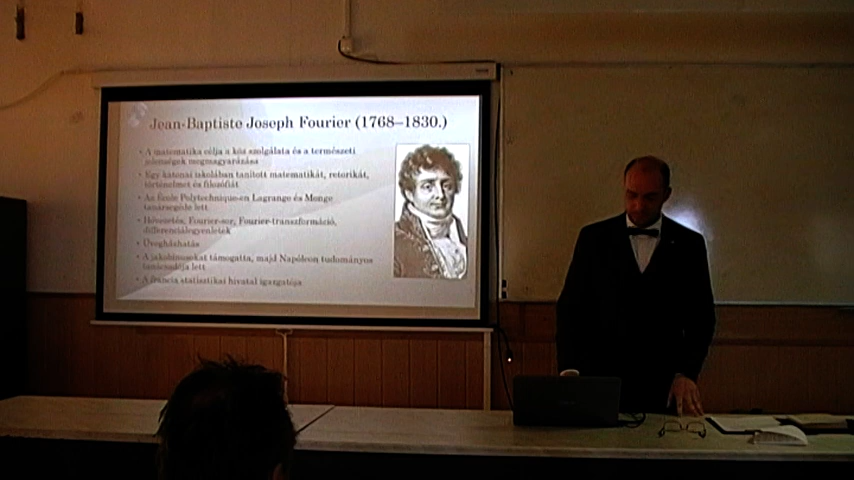 Jean-Baptiste Joseph Fourier (1768–1830.)
• A matematika célja a köz szolgálata és a természeti
jelenségek megmagyarázása
• Egy katonai iskolában tanított matematikát, retorikát,
történelmet és filozófiát
• Az École Polytechnique-en Lagrange és Monge
tanársegéde lett
• Hővezetés, Fourier-sor, Fourier-transzformáció,
differenciálegyenletek
• Üvegházhatás
• A jakobinusokat támogatta, majd Napóleon tudományos
tanácsadója lett
• A francia statisztikai hivatal igazgatója